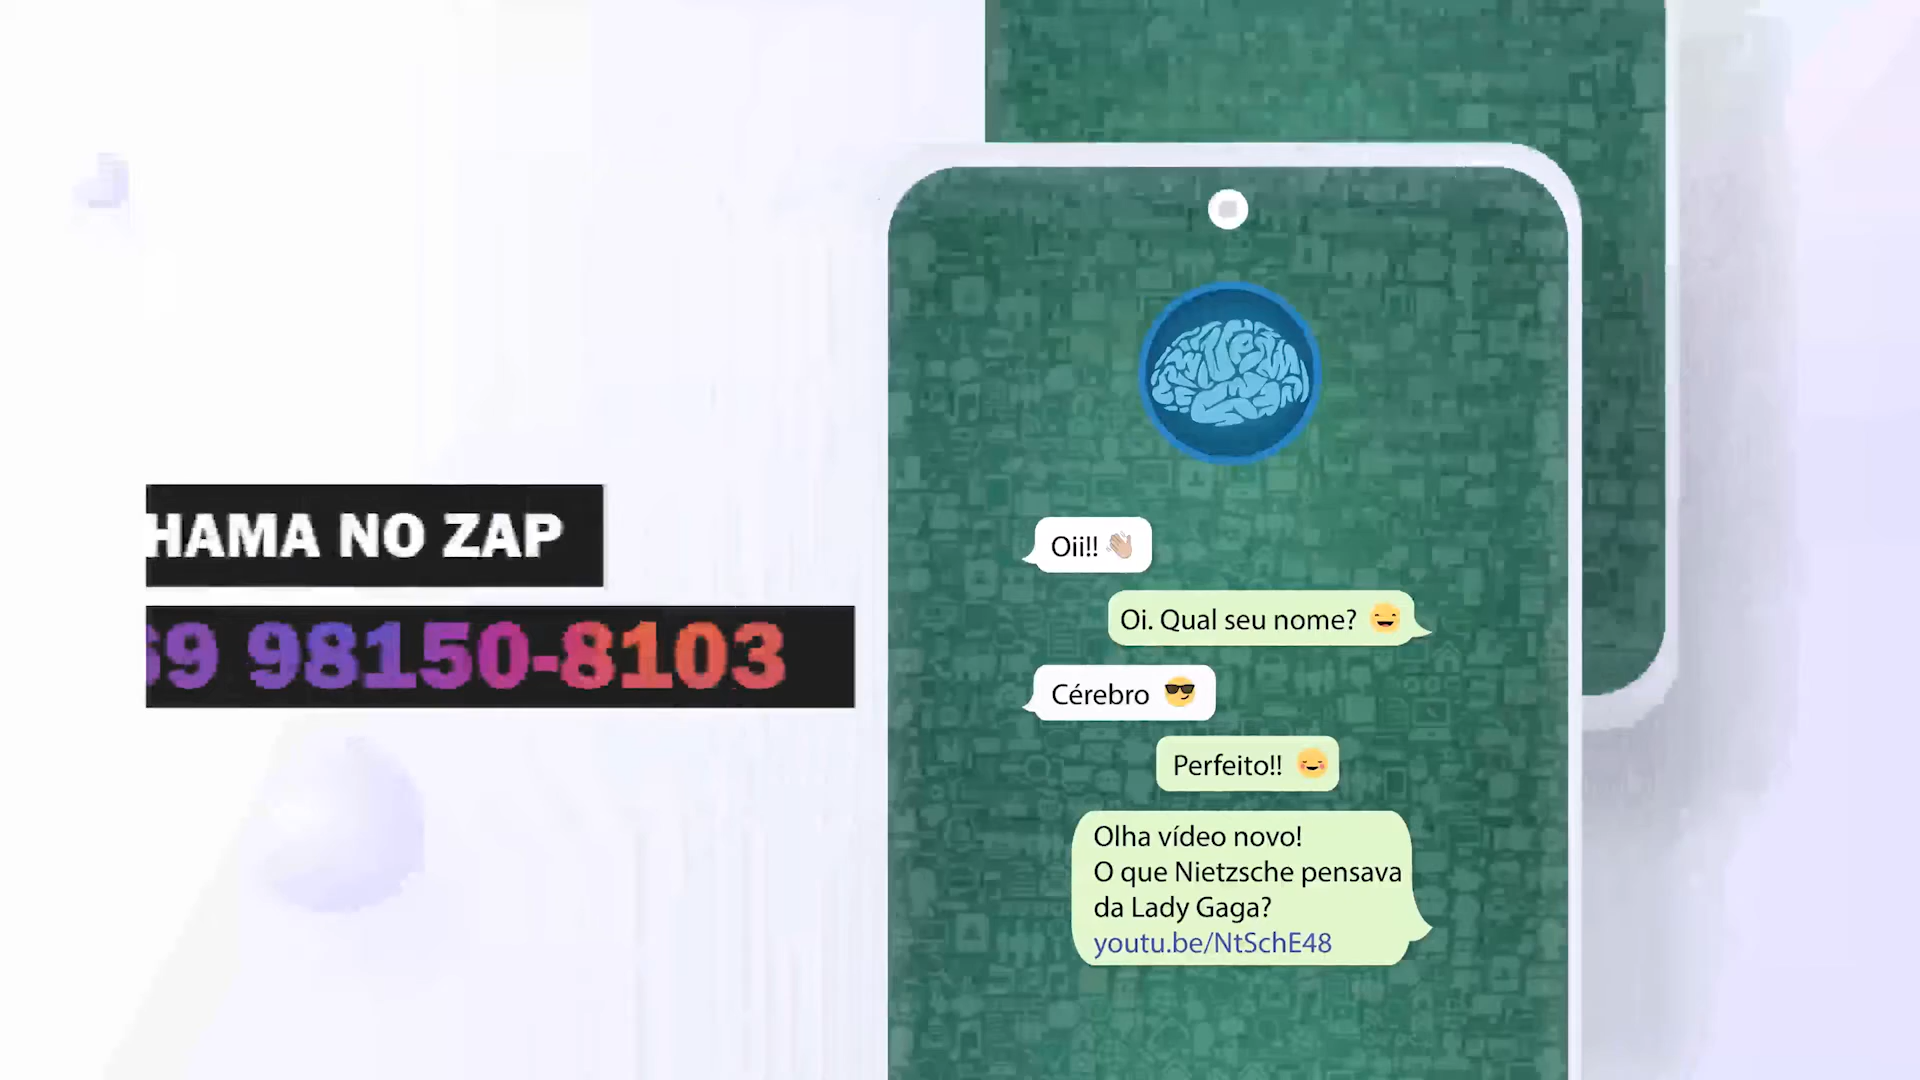 HAMA NO ZAP
69 98150-8103
Oii!! 👋🏼
Oi. Qual seu nome? 😄
Cérebro 😎
Perfeito!! 😊
Olha vídeo novo!
O que Nietzsche pensava
da Lady Gaga?
youtu.be/NtSchE48